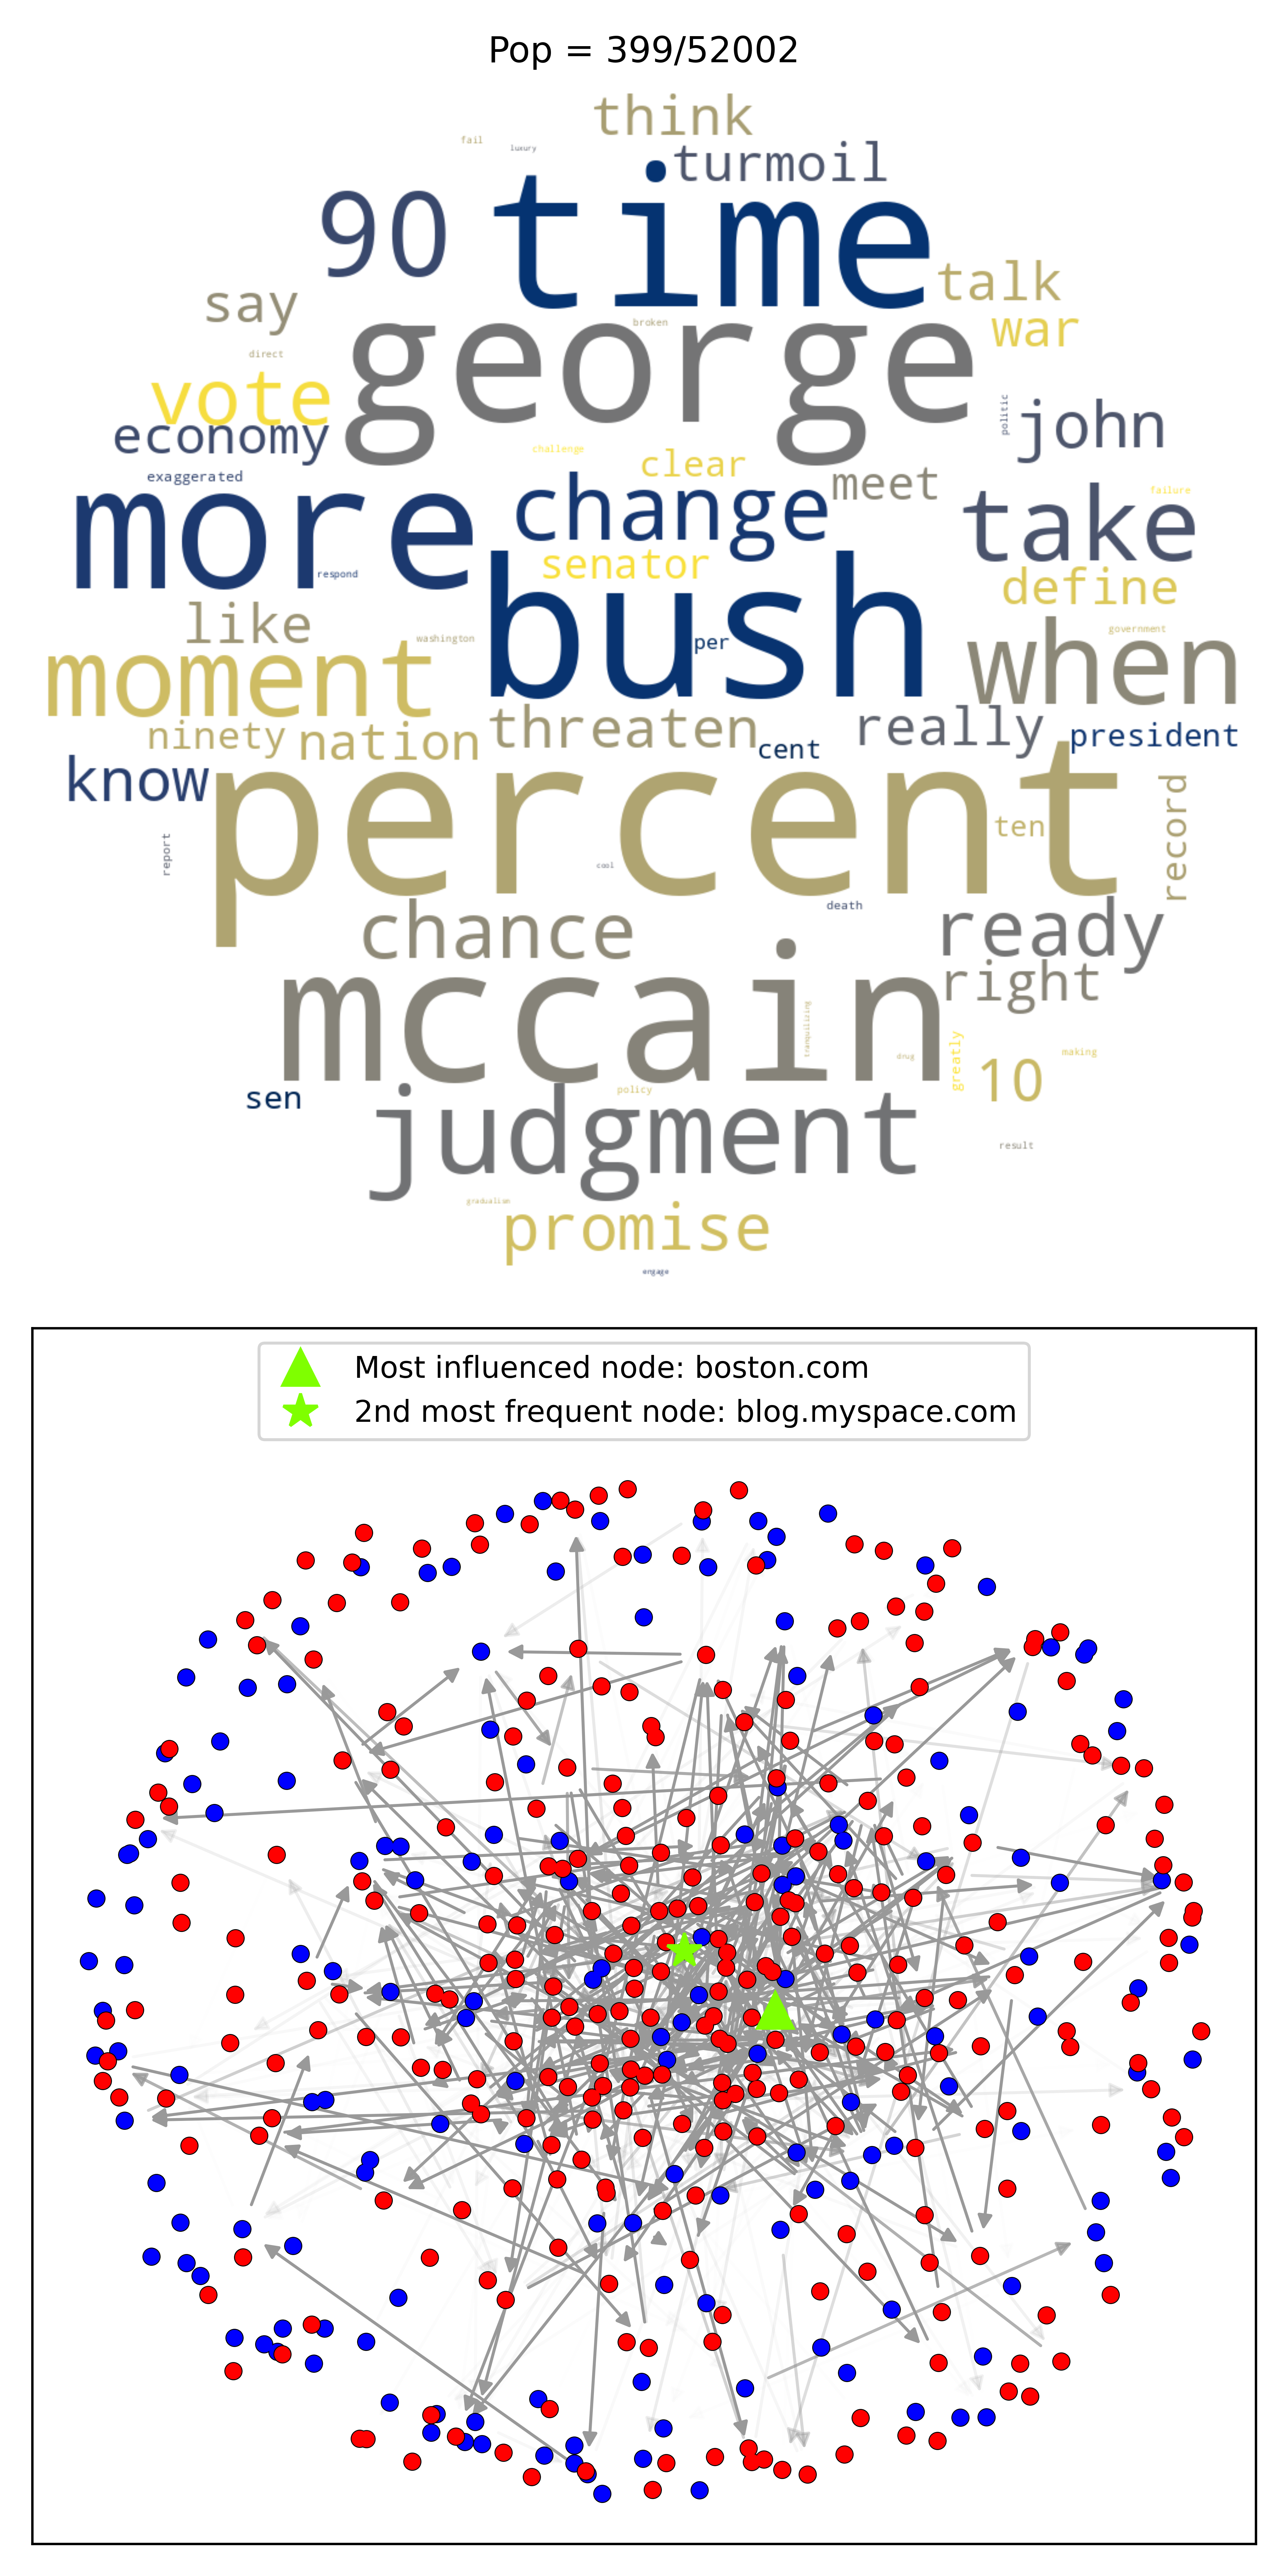 Pop = 399/52002
think
fail
luxury
turmoil
time
90
talk
say
war
george
broken
direct
vote
politic
john
economy
challenge
clear
meet
exaggerated
more
change
take
failure
senator
respond
bush
define
like
washington
per
government
when
moment
ninety
nation
threaten
cent
really
president
know
percent
ten
record
report
cool
death
chance
ready
mccain
right
tranquilizing
drug
greatly
10
making
sen
policy
judgment
result
gradualism
promise
engage
Most influenced node: boston.com
2nd most frequent node: blog.myspace.com